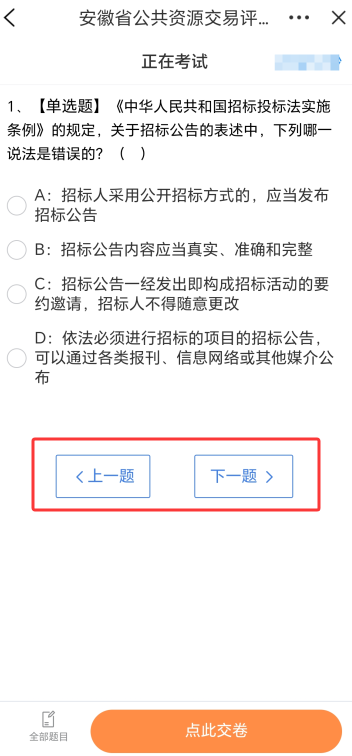 安徽省公共资源交易评...
正在考试
1、【单选题】《中华人民共和国招标投标法实施
条例》的规定，关于招标公告的表述中，下列哪一
说法是错误的？（ ）
A：招标人采用公开招标方式的，应当发布
招标公告
B：招标公告内容应当真实、准确和完整
C：招标公告一经发出即构成招标活动的要
约邀请，招标人不得随意更改
D：依法必须进行招标的项目的招标公告，
可以通过各类报刊、信息网络或其他媒介公
布
上一题 下一题
全部题目 点此交卷